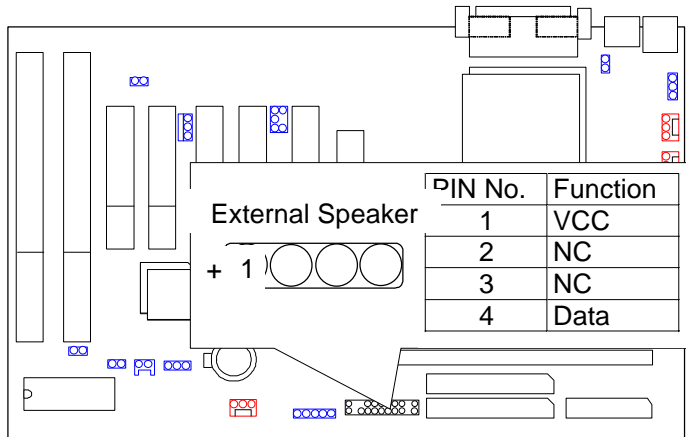 PIN No. Function
External Speaker
1 VCC
2 NC
+ 1
3 NC
4 Data